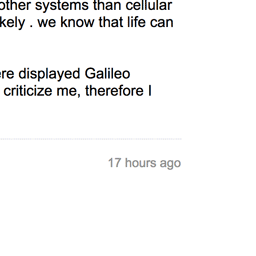 other systems than cellular
kely . we know that life can
re displayed Galileo
criticize me, therefore I
17 hours ago